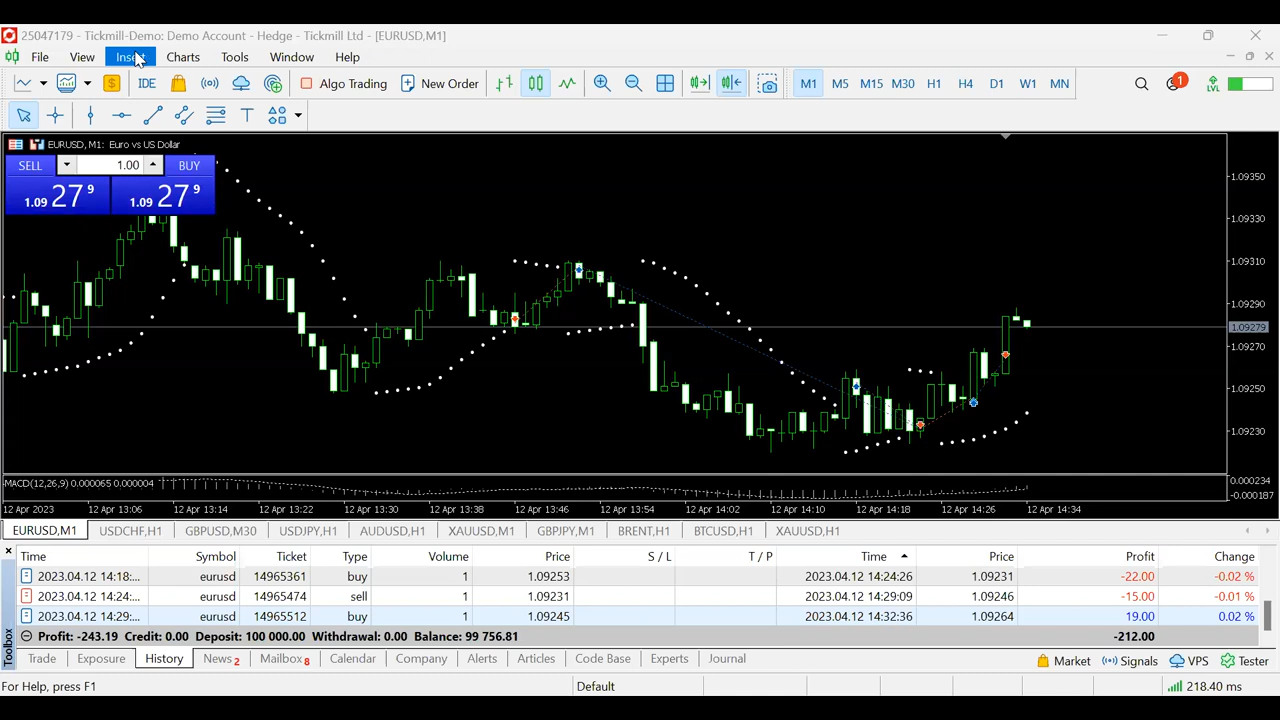 25047179 - Tickmill-Demo: Demo Account - Hedge - Tickmill Ltd - [EURUSD,M1]
File View Insert Charts Tools Window Help
IDE Algo Trading New Order M1 M5 M15 M30 H1 H4 D1 W1 MN 1 LVL
T
EURUSD, M1: Euro vs US Dollar
SELL 1.00 BUY
1.09 27 9 1.09 27 9
1.09350
1.09330
1.09310
1.09290
1.09279
1.09270
1.09250
1.09230
MACD(12,26,9) 0.000065 0.000004
0.000234
-0.000187
12 Apr 2023 12 Apr 13:06 12 Apr 13:14 12 Apr 13:22 12 Apr 13:30 12 Apr 13:38 12 Apr 13:46 12 Apr 13:54 12 Apr 14:02 12 Apr 14:10 12 Apr 14:18 12 Apr 14:26 12 Apr 14:34
EURUSD,M1 USDCHF,H1 GBPUSD,M30 USDJPY,H1 AUDUSD,H1 XAUUSD,M1 GBPJPY,M1 BRENT,H1 BTCUSD,H1 XAUUSD,H1
Time Symbol Ticket Type Volume Price S / L T / P Time Price Profit Change
2023.04.12 14:18:... eurusd 14965361 buy 1 1.09253 2023.04.12 14:24:26 1.09231 -22.00 -0.02 %
2023.04.12 14:24:... eurusd 14965474 sell 1 1.09231 2023.04.12 14:29:09 1.09246 -15.00 -0.01 %
2023.04.12 14:29:... eurusd 14965512 buy 1 1.09245 2023.04.12 14:32:36 1.09264 19.00 0.02 %
Profit: -243.19 Credit: 0.00 Deposit: 100 000.00 Withdrawal: 0.00 Balance: 99 756.81 -212.00
Toolbox
Trade Exposure History News 2 Mailbox 8 Calendar Company Alerts Articles Code Base Experts Journal Market Signals VPS Tester
For Help, press F1 Default 218.40 ms